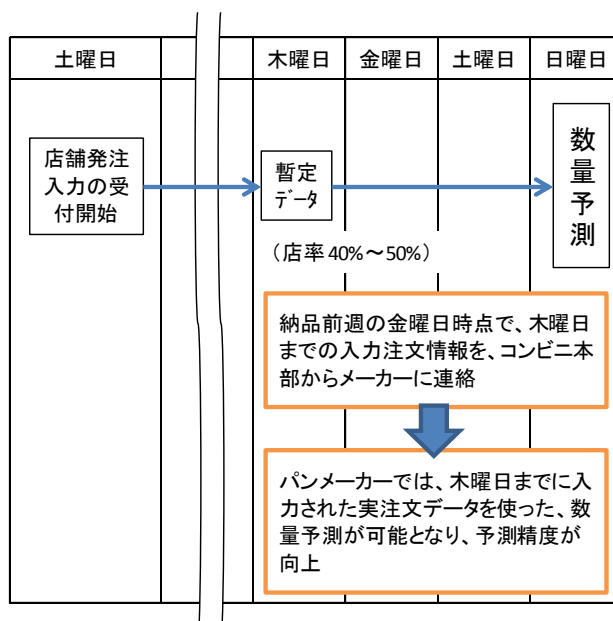 土曜日
木曜日
金曜日
土曜日
日曜日
店舗発注
入力の受
付開始
暫定
ﾃﾞｰﾀ
数量予測
（店率40%～50%）
納品前週の金曜日時点で、木曜日
までの入力注文情報を、コンビニ本
部からメーカーに連絡
パンメーカーでは、木曜日までに入
力された実注文データを使った、数
量予測が可能となり、予測精度が
向上